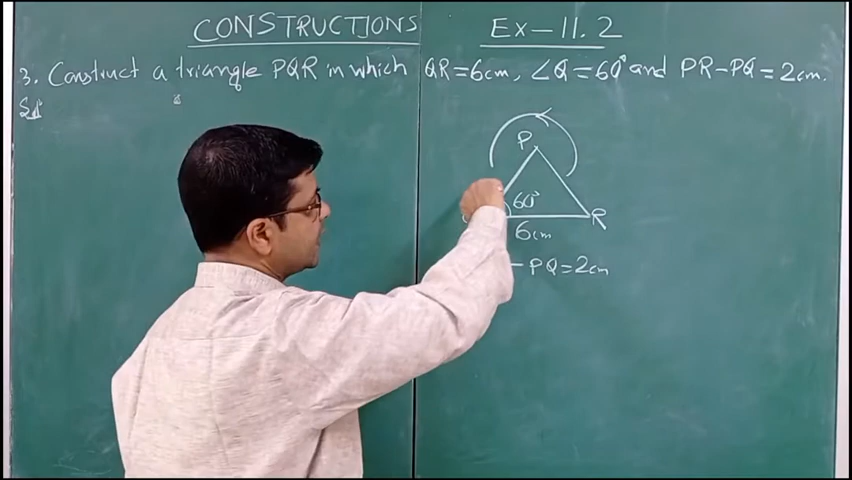 CONSTRUCTIONS Ex-11.2
3. Construct a triangle PQR in which QR=6cm, ∠Q=60° and PR-PQ=2cm.
Sol
P
60°
R
6cm
- PQ=2cm